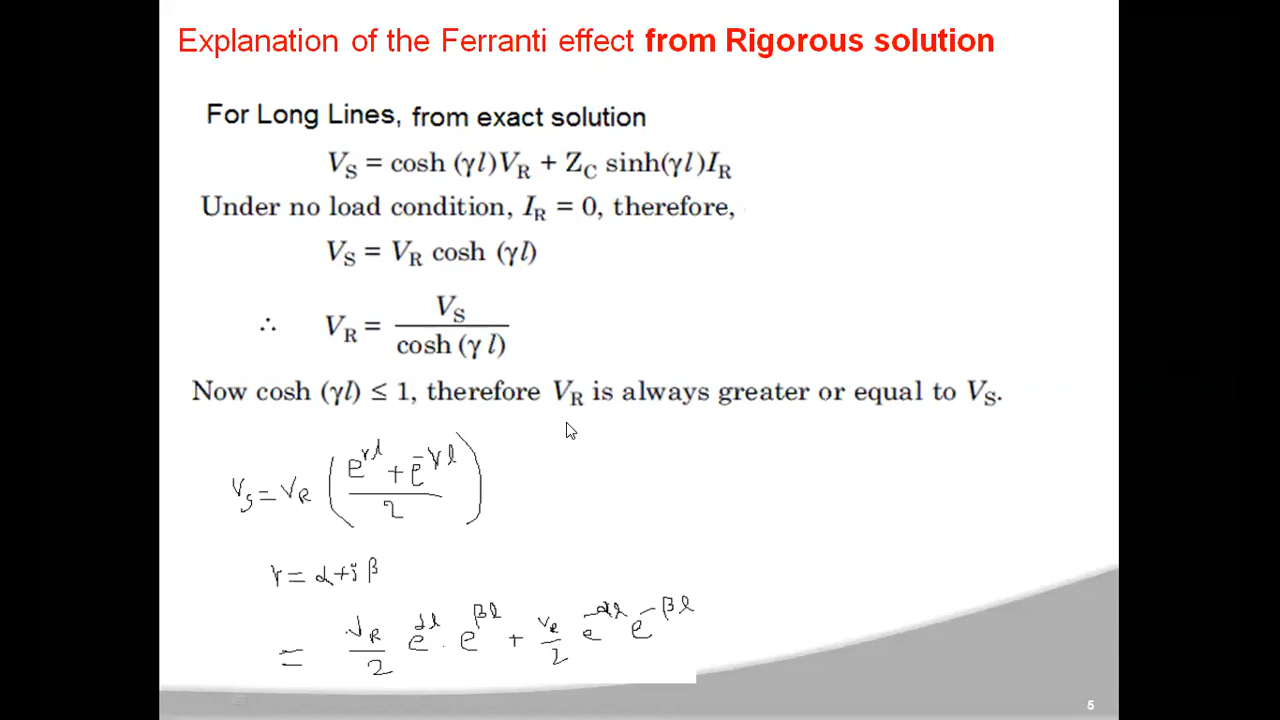 Explanation of the Ferranti effect from Rigorous solution
For Long Lines, from exact solution
V_S = cosh (γl)V_R + Z_C sinh(γl)I_R
Under no load condition, I_R = 0, therefore,
V_S = V_R cosh (γl)
∴ V_R = V_S / cosh (γ l)
Now cosh (γl) ≤ 1, therefore V_R is always greater or equal to V_S.
V_S = V_R ( (e^{γl} + e^{-γl}) / 2 )
γ = α + jβ
= V_R/2 e^{αl} . e^{βl} + V_R/2 e^{-αl} e^{-βl}
5